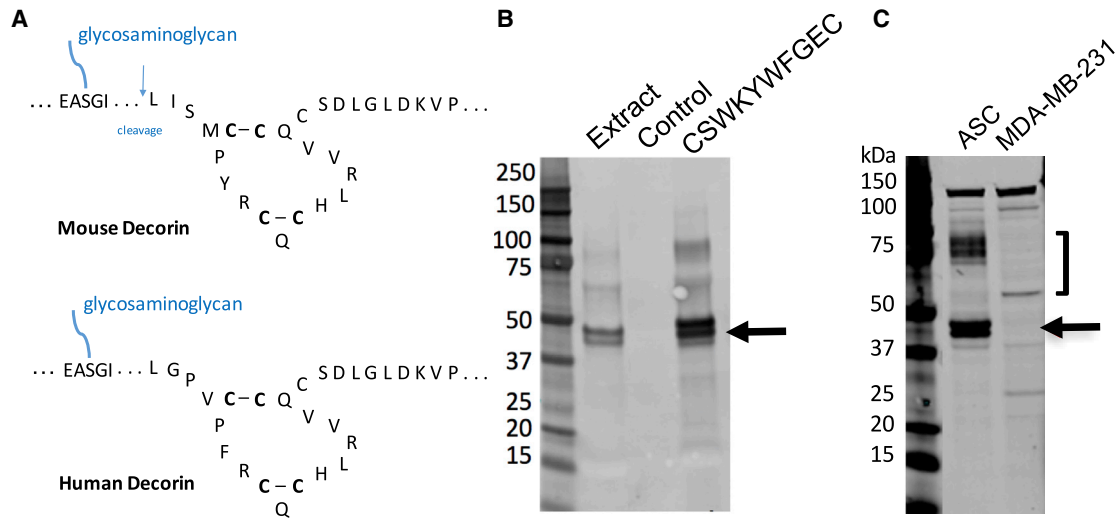 A
glycosaminoglycan
... EASGI ... L I S
cleavage
M C – C Q C S D L G L D K V P ...
P Y R C – C H L R V V
Q
Mouse Decorin
glycosaminoglycan
... EASGI ... L G P
V C – C Q C S D L G L D K V P ...
P F R C – C H L R V V
Q
Human Decorin
B
Extract
Control
CSWKYWFGEC
250
150
100
75
50
37
25
20
15
C
ASC
MDA-MB-231
kDa
150
100
75
50
37
25
20
15